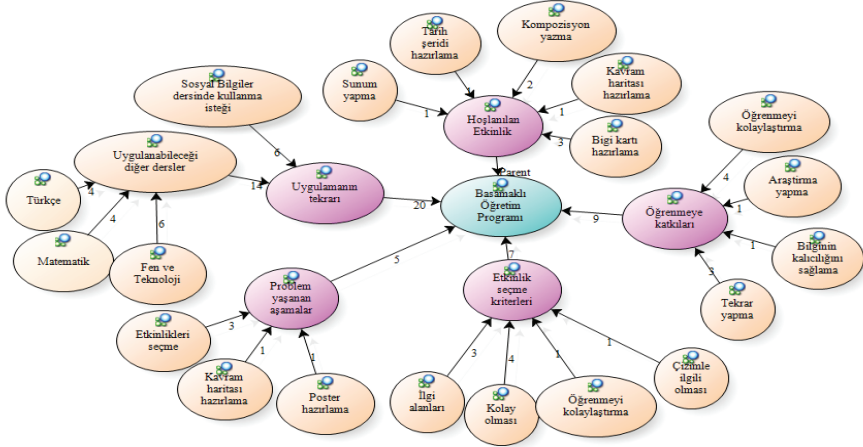 Tarih
şeridi
hazırlama
Kompozisyon
yazma
Sunum
yapma
Kavram
haritası
hazırlama
1
2
1
1
Hoşlanılan
Etkinlik
3
Bigi kartı
hazırlama
Sosyal Bilgiler
dersinde kullanma
isteği
6
Uygulanabileceği
diğer dersler
14
Uygulamanın
tekrarı
20
Türkçe
4
Matematik
4
Fen ve
Teknoloji
6
Parent
Basamaklı
Öğretim
Programı
Öğrenmeyi
kolaylaştırma
4
Araştırma
yapma
1
Öğrenmeye
katkıları
9
1
Bilginin
kalıcılığını
sağlama
3
Tekrar
yapma
5
7
Problem
yaşanan
aşamalar
Etkinlik
seçme
kriterleri
Etkinlikleri
seçme
3
Kavram
haritası
hazırlama
1
Poster
hazırlama
1
İlgi
alanları
3
Kolay
olması
4
Öğrenmeyi
kolaylaştırma
1
Çizimle
ilgili
olması
1